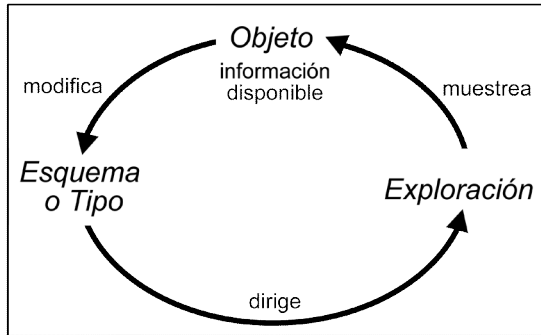 Objeto
información
disponible
modifica
muestrea
Esquema
o Tipo
Exploración
dirige